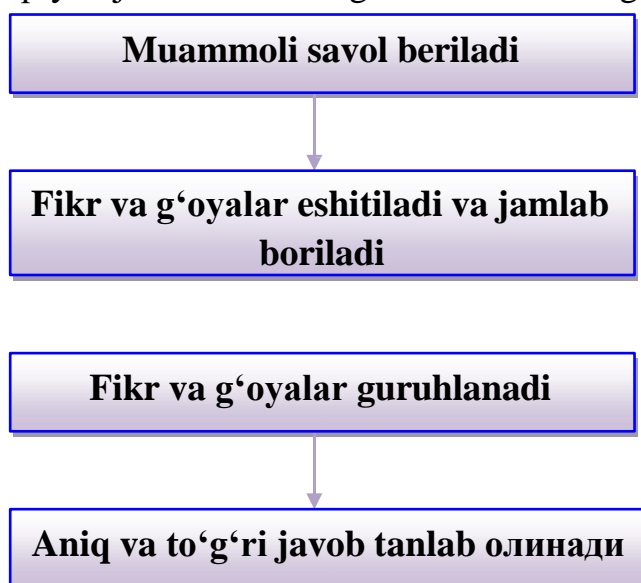 Muammoli savol beriladi
Fikr va g‘oyalar eshitiladi va jamlab
boriladi
Fikr va g‘oyalar guruhlanadi
Aniq va to‘g‘ri javob tanlab олинади